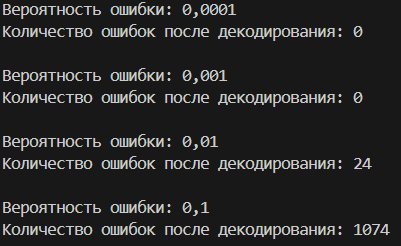 Вероятность ошибки: 0,0001
Количество ошибок после декодирования: 0
Вероятность ошибки: 0,001
Количество ошибок после декодирования: 0
Вероятность ошибки: 0,01
Количество ошибок после декодирования: 24
Вероятность ошибки: 0,1
Количество ошибок после декодирования: 1074